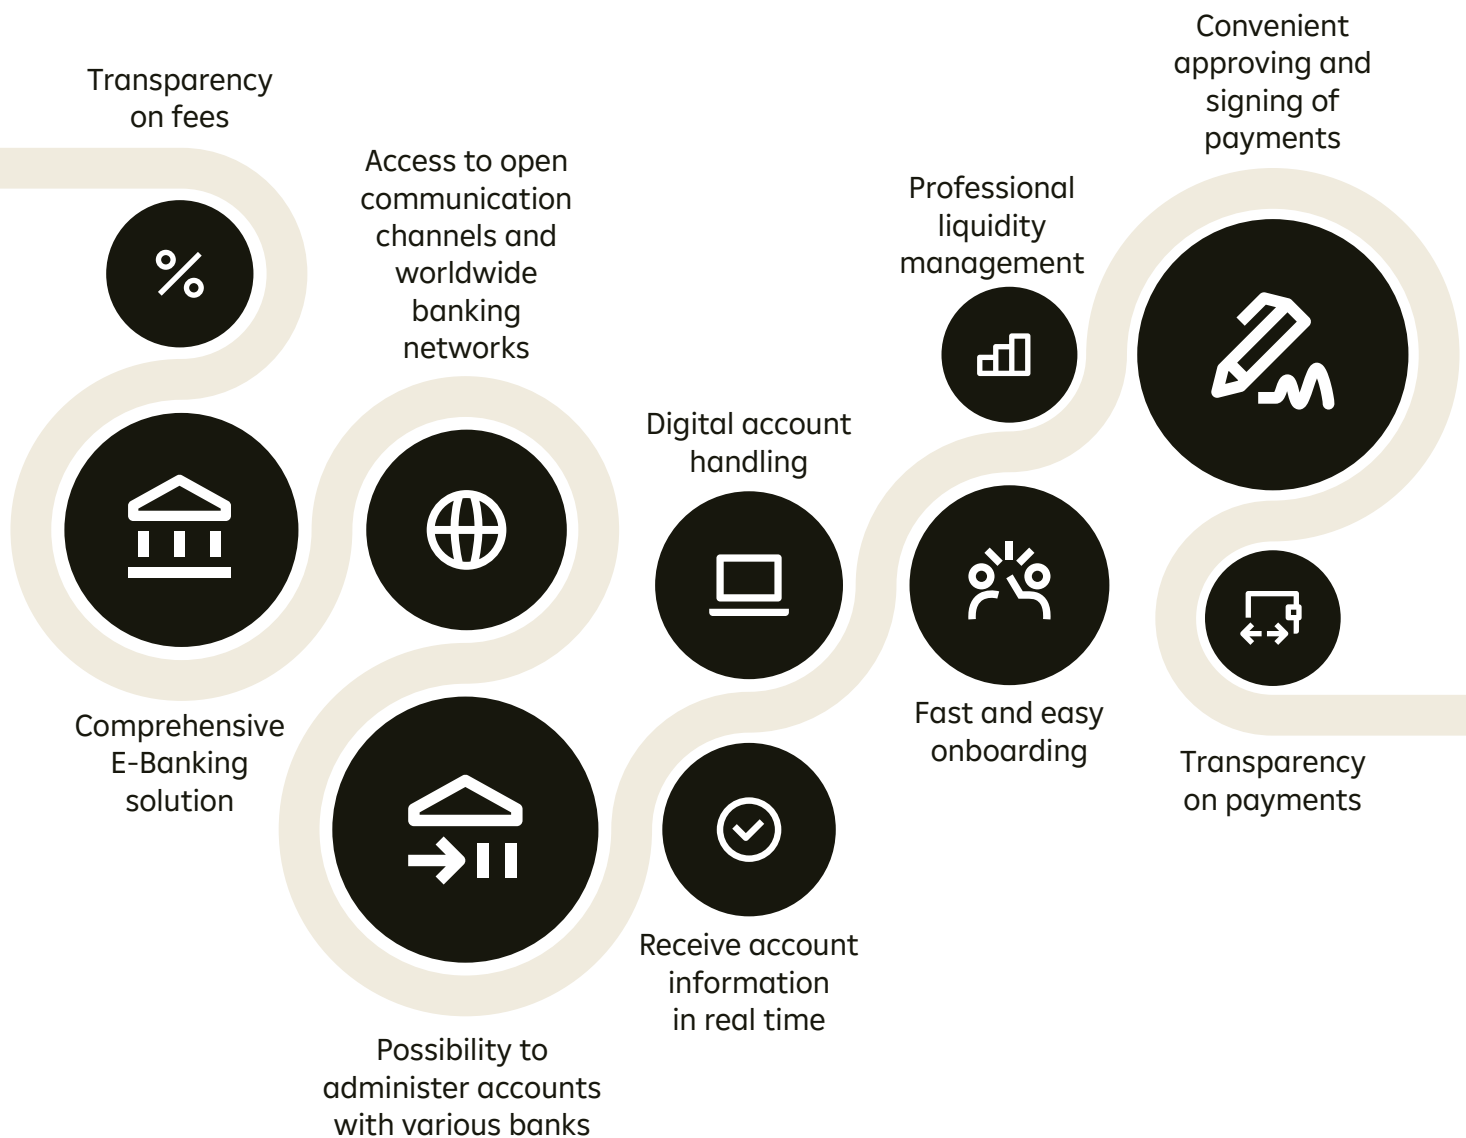 Transparency
on fees
Comprehensive
E-Banking
solution
Access to open
communication
channels and
worldwide
banking
networks
Possibility to
administer accounts
with various banks
Digital account
handling
Receive account
information
in real time
Professional
liquidity
management
Fast and easy
onboarding
Convenient
approving and
signing of
payments
Transparency
on payments